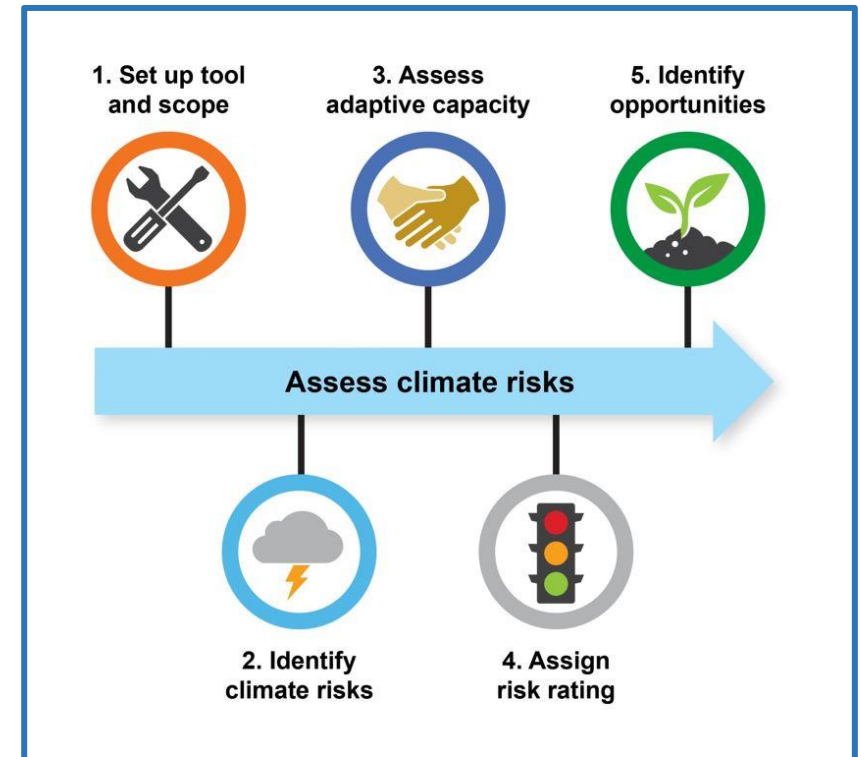 1. Set up tool
and scope
3. Assess
adaptive capacity
5. Identify
opportunities
Assess climate risks
2. Identify
climate risks
4. Assign
risk rating